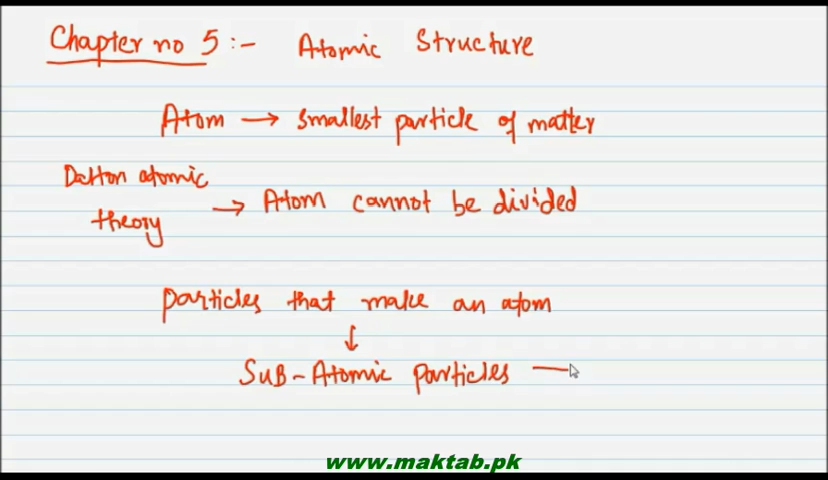 Chapter no 5 :- Atomic Structure
Atom → smallest particle of matter
Dalton atomic
theory → Atom cannot be divided
particles that make an atom
↓
Sub-Atomic particles —
www.maktab.pk